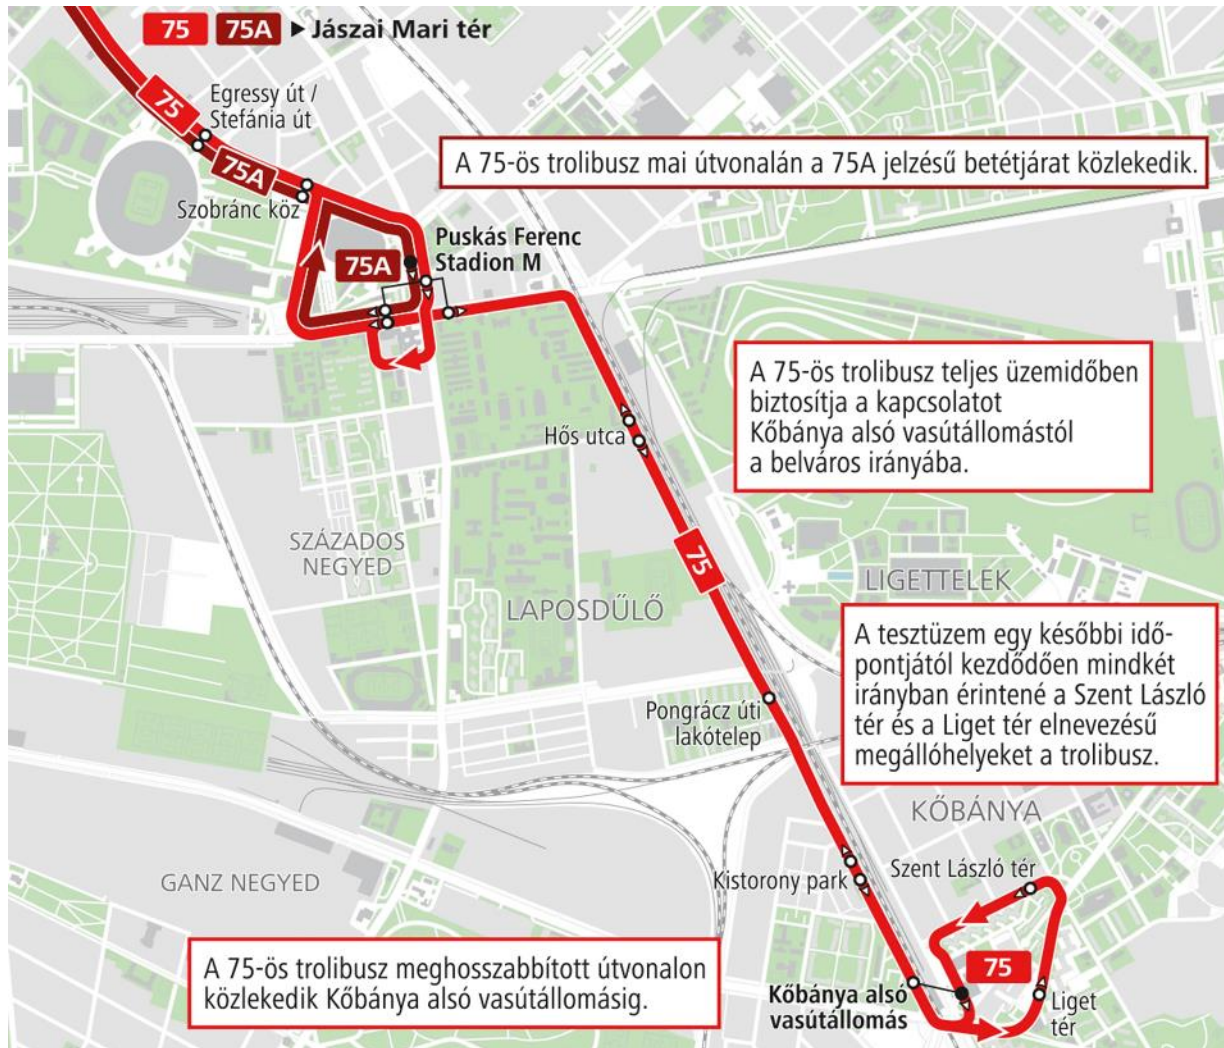 75 75A ▶ Jászai Mari tér
Egressy út /
Stefánia út
75
75A
Szobránc köz
A 75-ös trolibusz mai útvonalán a 75A jelzésű betétjárat közlekedik.
Puskás Ferenc
Stadion M
75A
A 75-ös trolibusz teljes üzemidőben
biztosítja a kapcsolatot
Kőbánya alsó vasútállomástól
a belváros irányába.
Hős utca
SZÁZADOS
NEGYED
75
LIGETTELEK
LAPOSDŰLŐ
A tesztüzem egy későbbi idő-
pontjától kezdődően mindkét
irányban érintené a Szent László
tér és a Liget tér elnevezésű
megállóhelyeket a trolibusz.
Pongrácz úti
lakótelep
KŐBÁNYA
Szent László tér
Kistorony park
GANZ NEGYED
A 75-ös trolibusz meghosszabbított útvonalon
közlekedik Kőbánya alsó vasútállomásig.
75
Kőbánya alsó
vasútállomás
Liget
tér